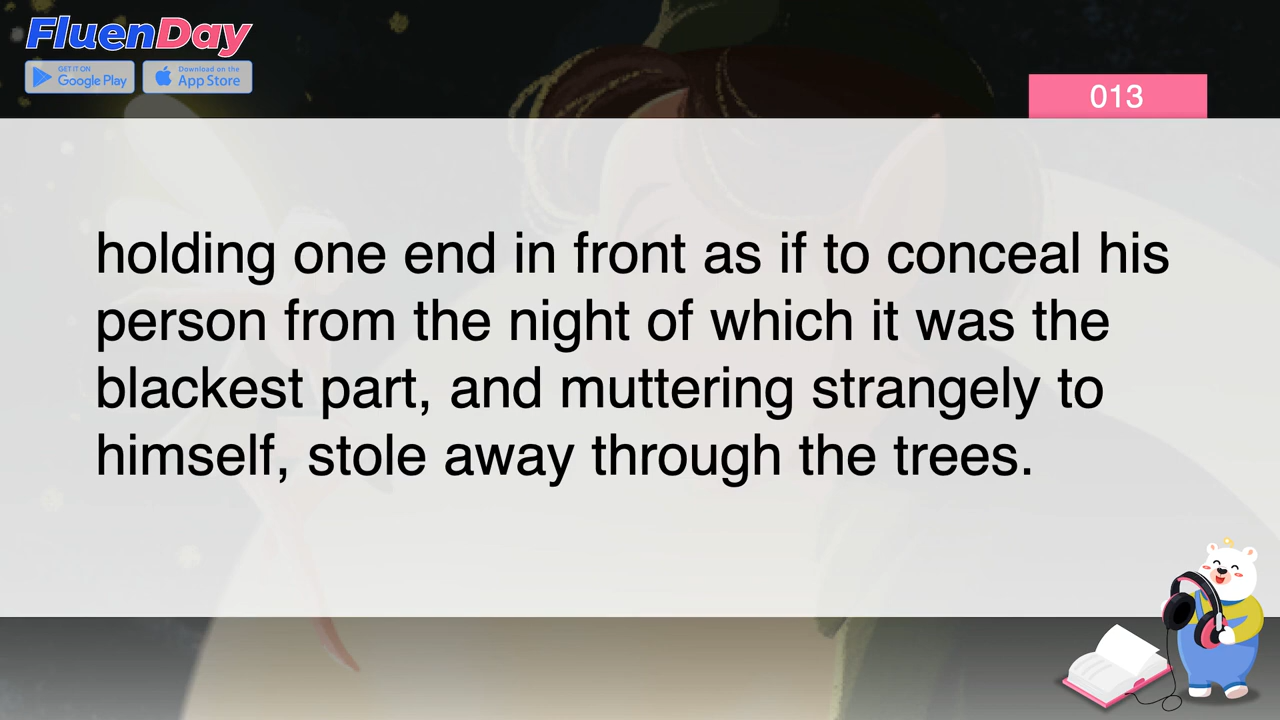 FluenDay
GET IT ON
Google Play
Download on the
App Store
013
holding one end in front as if to conceal his
person from the night of which it was the
blackest part, and muttering strangely to
himself, stole away through the trees.